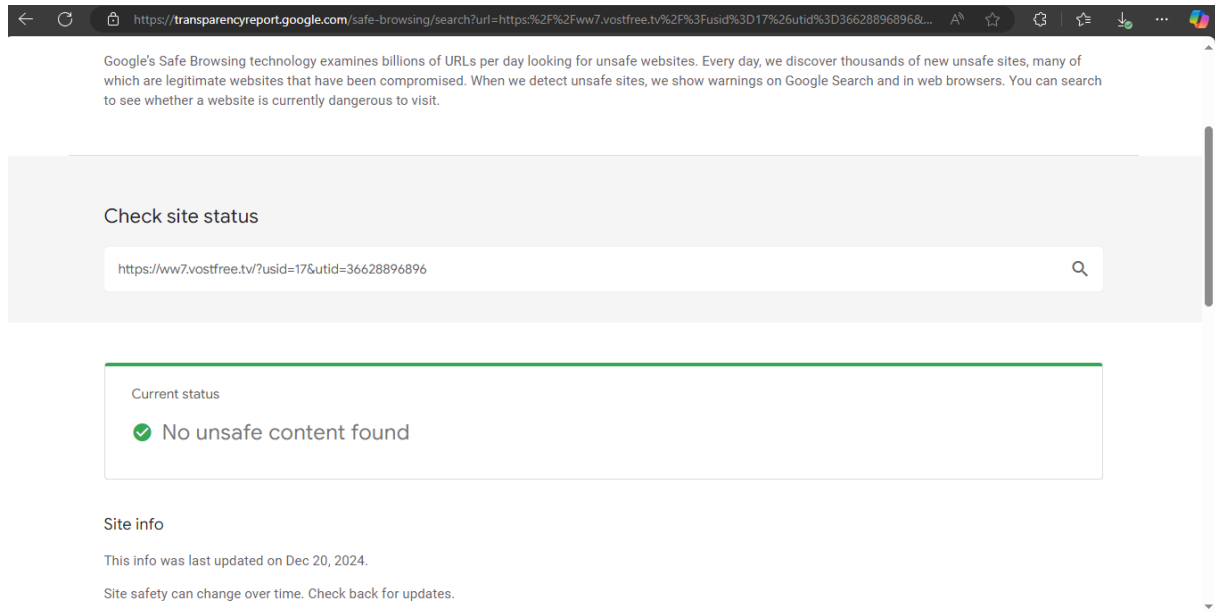 https://transparencyreport.google.com/safe-browsing/search?url=https:%2F%2Fww7.vostfree.tv%2F%3Fusid%3D17%26utid%3D36628896896&...
Google's Safe Browsing technology examines billions of URLs per day looking for unsafe websites. Every day, we discover thousands of new unsafe sites, many of
which are legitimate websites that have been compromised. When we detect unsafe sites, we show warnings on Google Search and in web browsers. You can search
to see whether a website is currently dangerous to visit.
Check site status
https://ww7.vostfree.tv/?usid=17&utid=36628896896
Current status
No unsafe content found
Site info
This info was last updated on Dec 20, 2024.
Site safety can change over time. Check back for updates.